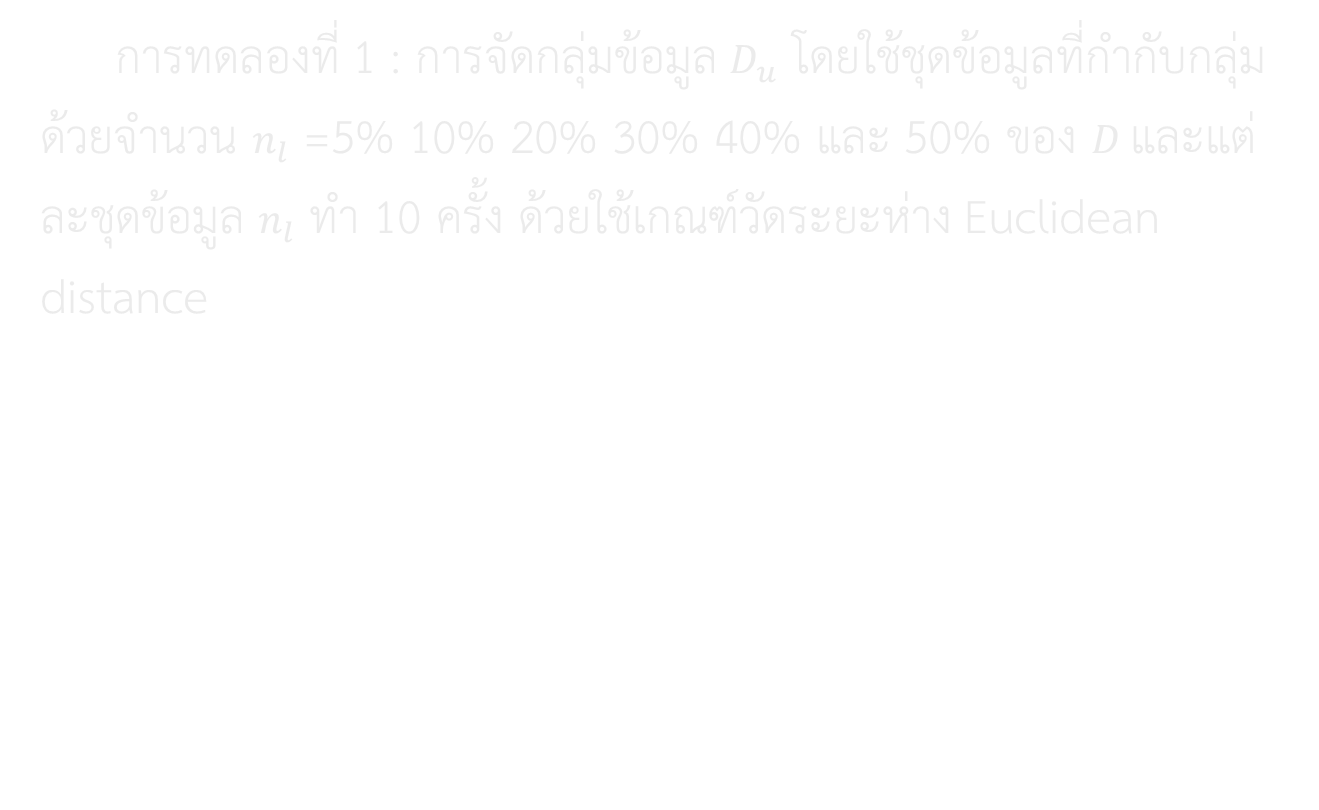 การทดลองที่ 1 : การจัดกลุ่มข้อมูล $D_u$ โดยใช้ชุดข้อมูลที่กำกับกลุ่ม
ด้วยจำนวน $n_l$ =5% 10% 20% 30% 40% และ 50% ของ $D$ และแต่
ละชุดข้อมูล $n_l$ ทำ 10 ครั้ง ด้วยใช้เกณฑ์วัดระยะห่าง Euclidean
distance